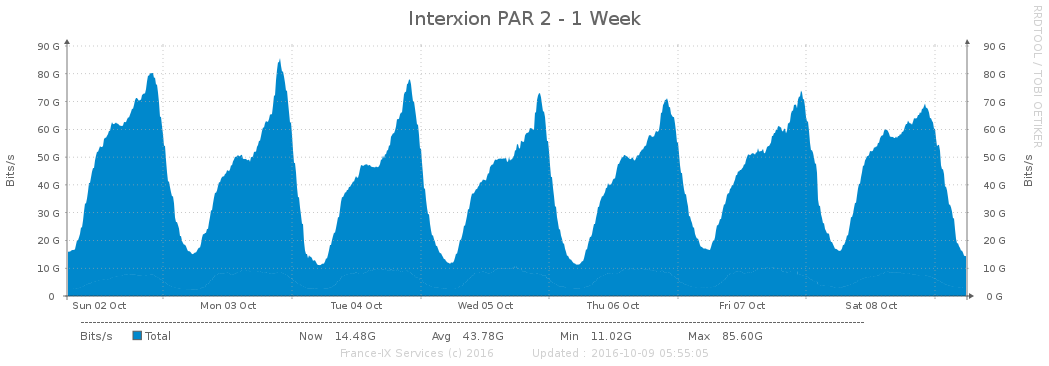 Interxion PAR 2 - 1 Week
RRDTOOL / TOBI OETIKER
Bits/s
90 G 90 G
80 G 80 G
70 G 70 G
60 G 60 G
50 G 50 G
40 G 40 G
30 G 30 G
20 G 20 G
10 G 10 G
0 0 G
Bits/s
Sun 02 Oct Mon 03 Oct Tue 04 Oct Wed 05 Oct Thu 06 Oct Fri 07 Oct Sat 08 Oct
Bits/s Total Now 14.48G Avg 43.78G Min 11.02G Max 85.60G
France-IX Services (c) 2016 Updated : 2016-10-09 05:55:05